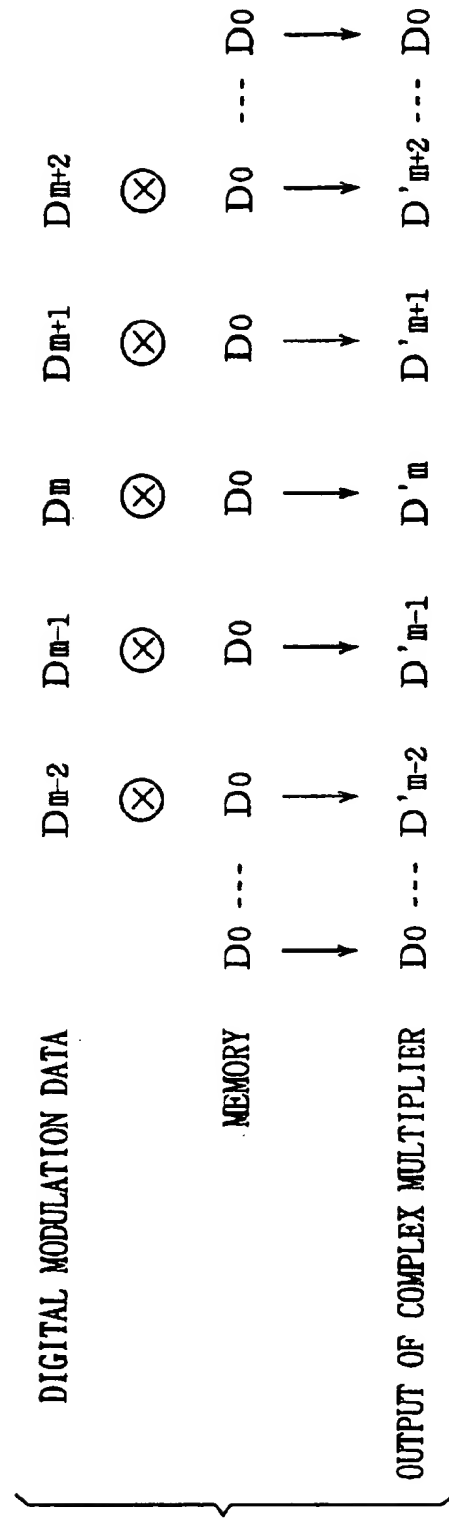 DIGITAL MODULATION DATA Dm-2 Dm-1 Dm Dm+1 Dm+2
⊗ ⊗ ⊗ ⊗ ⊗
MEMORY D0 --- D0 D0 D0 D0 D0 --- D0
OUTPUT OF COMPLEX MULTIPLIER D0 --- D'm-2 D'm-1 D'm D'm+1 D'm+2 --- D0